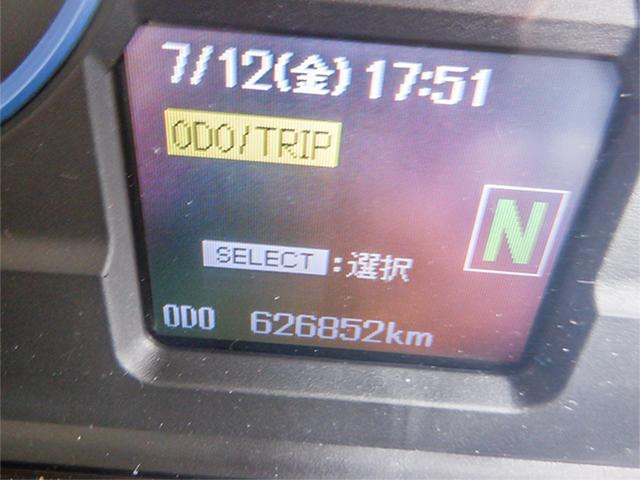 7/12(金) 17:51
ODO/TRIP
N
SELECT :選択
ODO 626852km